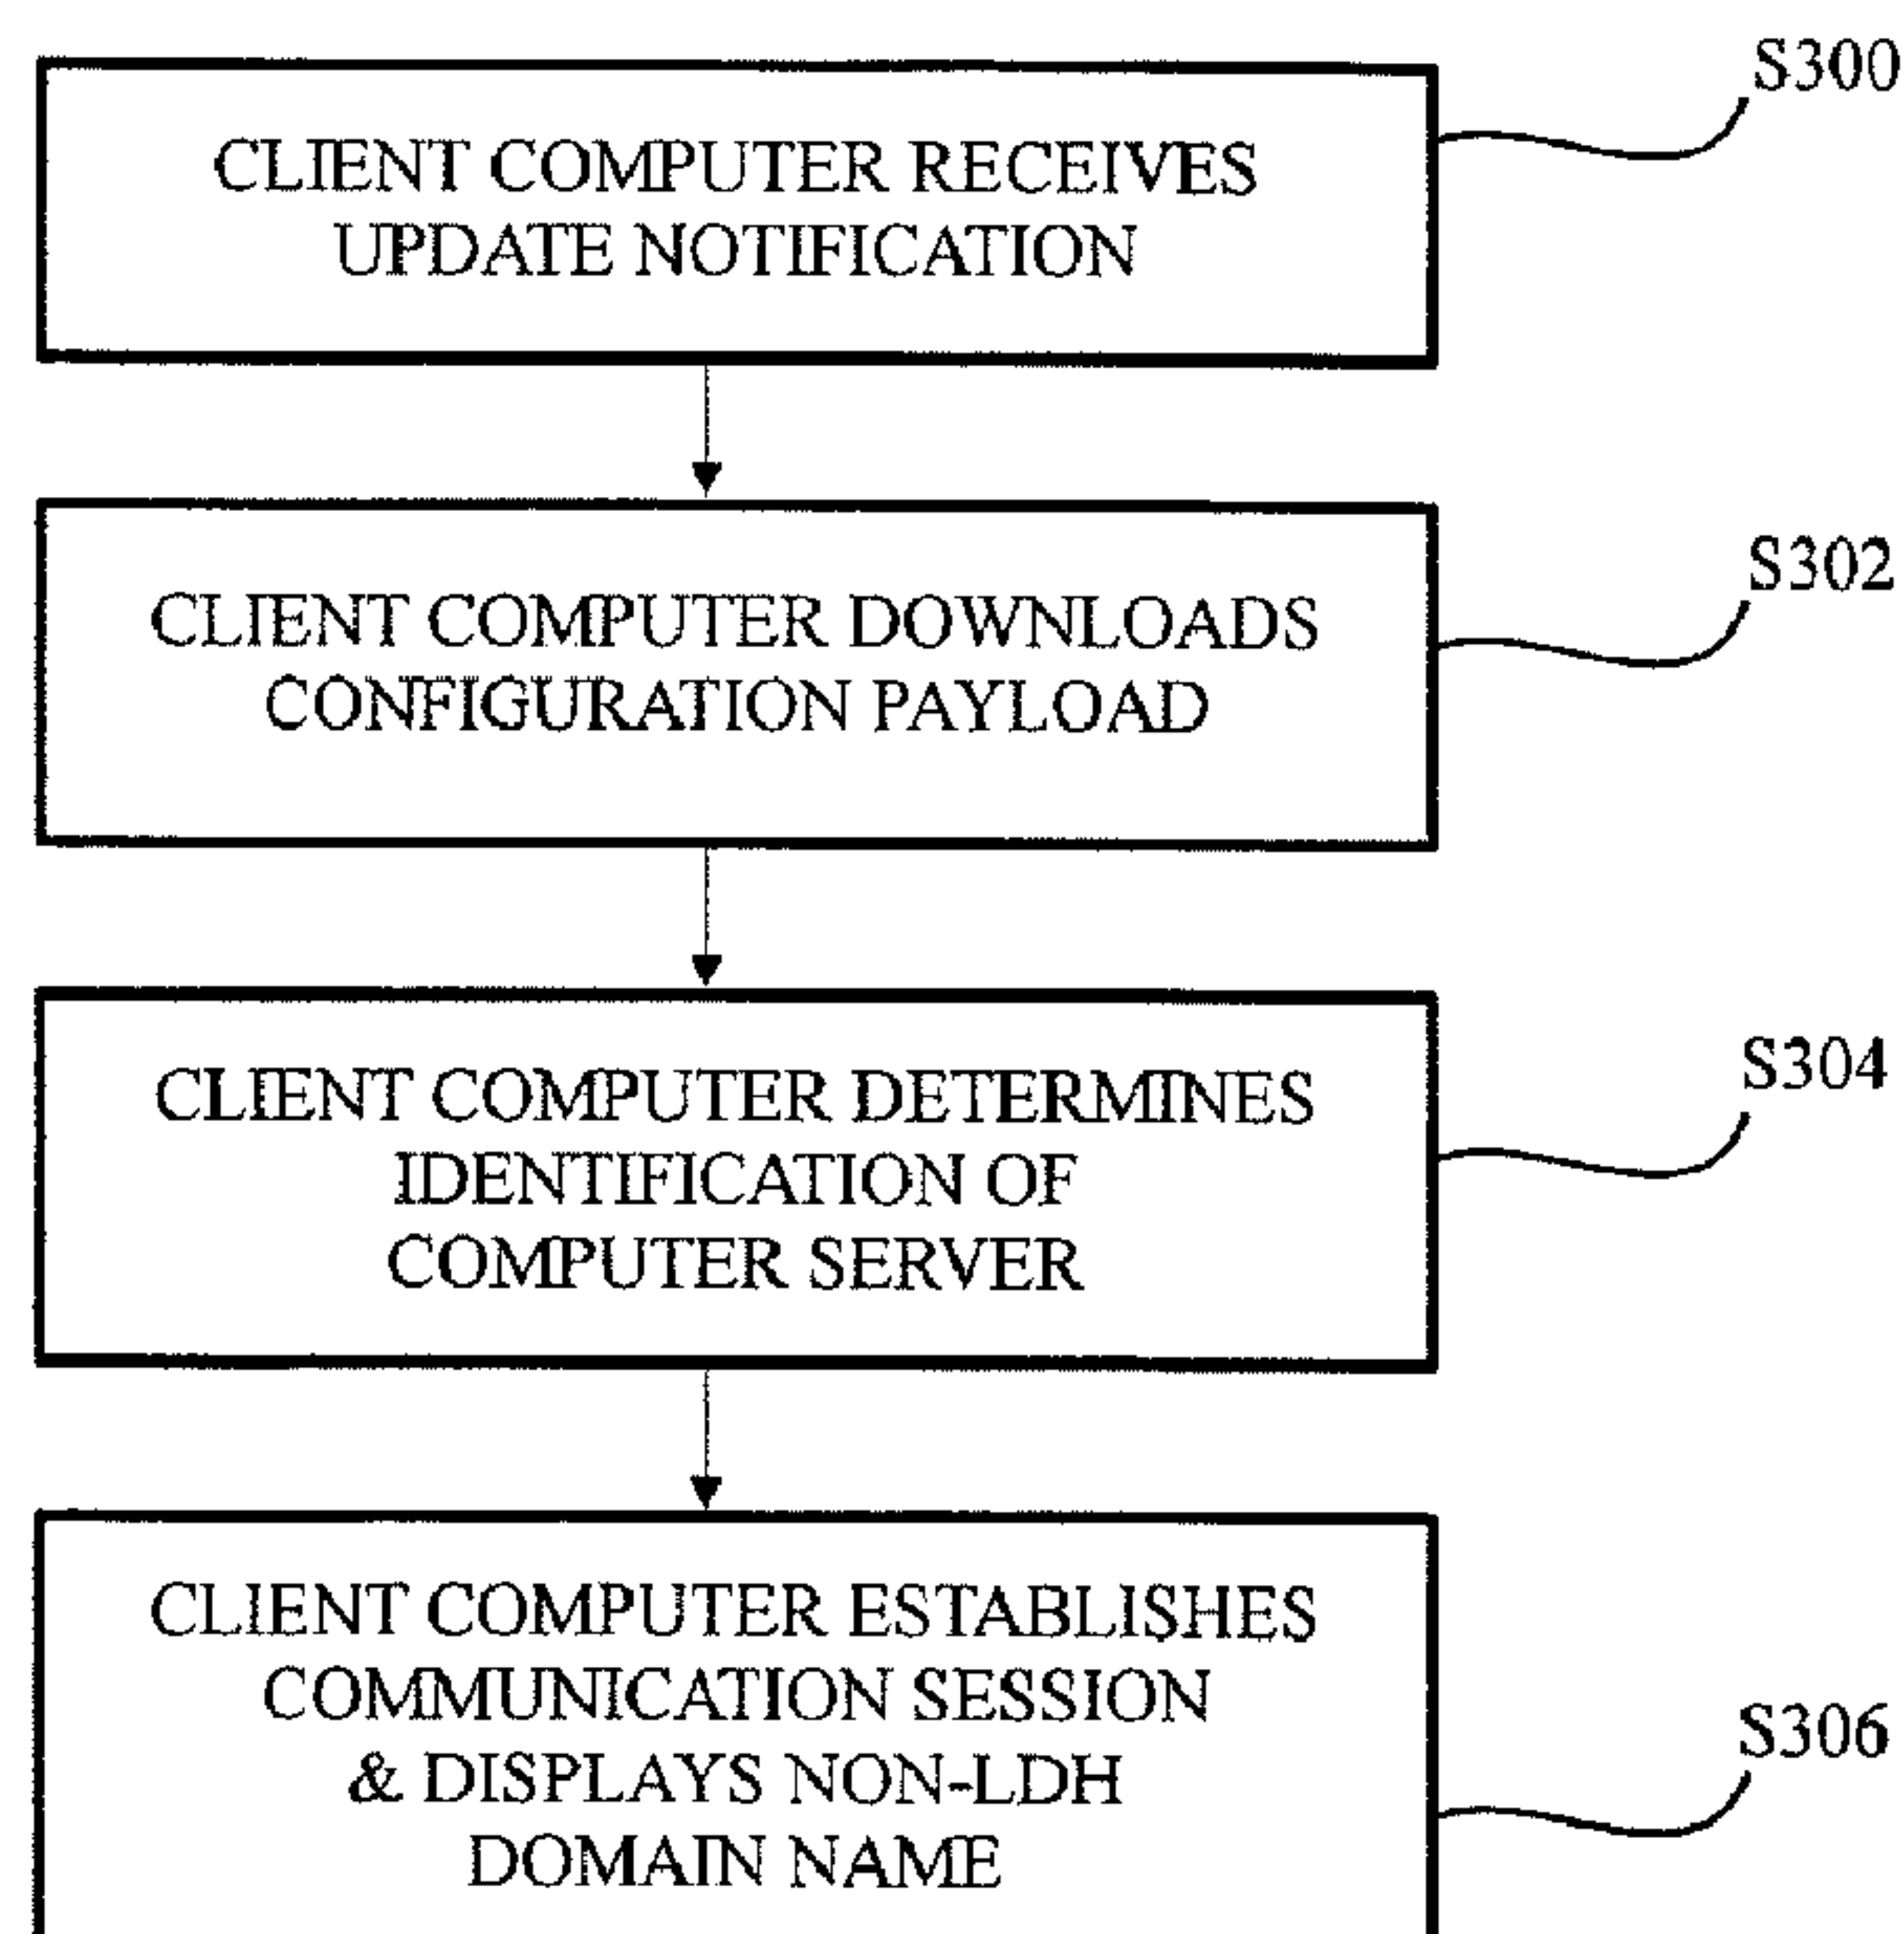 S300
CLIENT COMPUTER RECEIVES
UPDATE NOTIFICATION
S302
CLIENT COMPUTER DOWNLOADS
CONFIGURATION PAYLOAD
S304
CLIENT COMPUTER DETERMINES
IDENTIFICATION OF
COMPUTER SERVER
CLIENT COMPUTER ESTABLISHES
COMMUNICATION SESSION
S306
& DISPLAYS NON-LDH
DOMAIN NAME